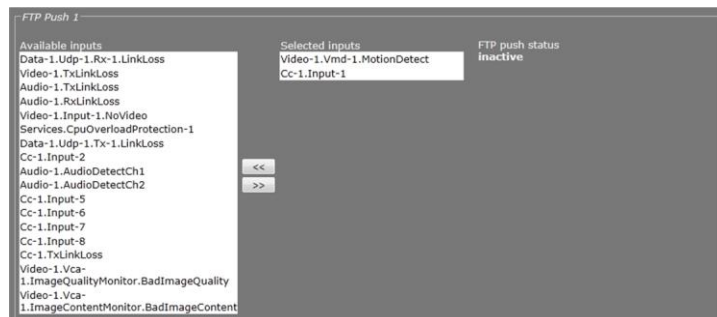 FTP Push 1
Available inputs
Data-1.Udp-1.Rx-1.LinkLoss
Video-1.TxLinkLoss
Audio-1.TxLinkLoss
Audio-1.RxLinkLoss
Video-1.Input-1.NoVideo
Services.CpuOverloadProtection-1
Data-1.Udp-1.Tx-1.LinkLoss
Cc-1.Input-2
Audio-1.AudioDetectCh1
Audio-1.AudioDetectCh2
Cc-1.Input-5
Cc-1.Input-6
Cc-1.Input-7
Cc-1.Input-8
Cc-1.TxLinkLoss
Video-1.Vca-
1.ImageQualityMonitor.BadImageQuality
Video-1.Vca-
1.ImageContentMonitor.BadImageContent
<<
>>
Selected inputs
Video-1.Vmd-1.MotionDetect
Cc-1.Input-1
FTP push status
inactive